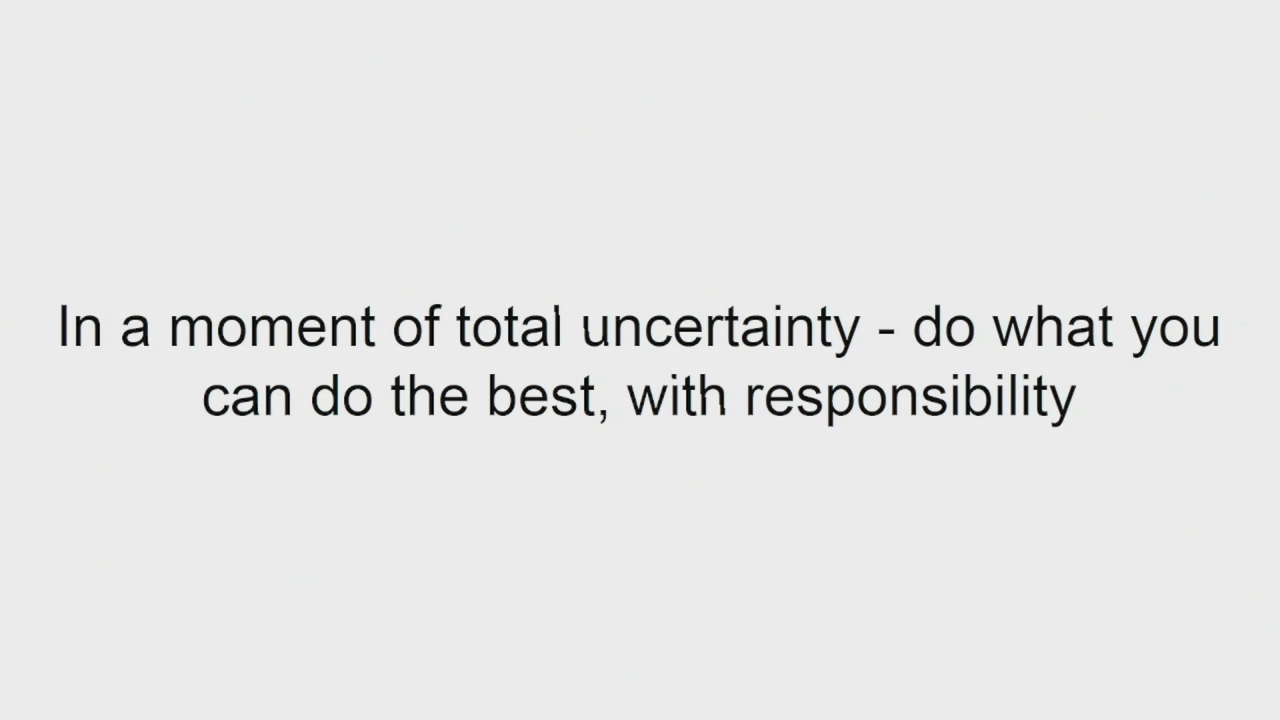 In a moment of total uncertainty - do what you
can do the best, with responsibility